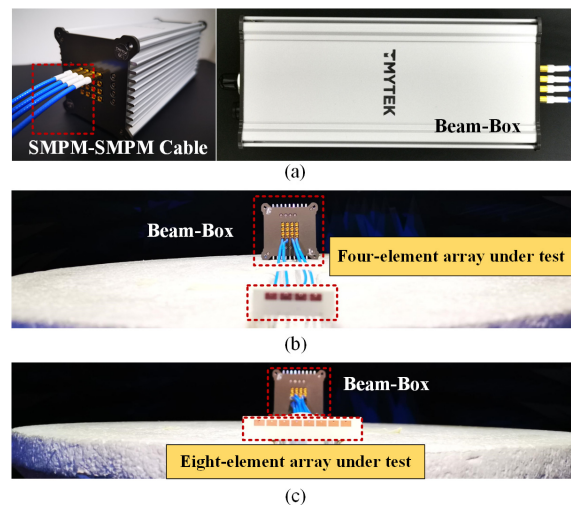 SMPM-SMPM Cable
TMYTEK
Beam-Box
(a)
Beam-Box
Four-element array under test
(b)
Beam-Box
Eight-element array under test
(c)